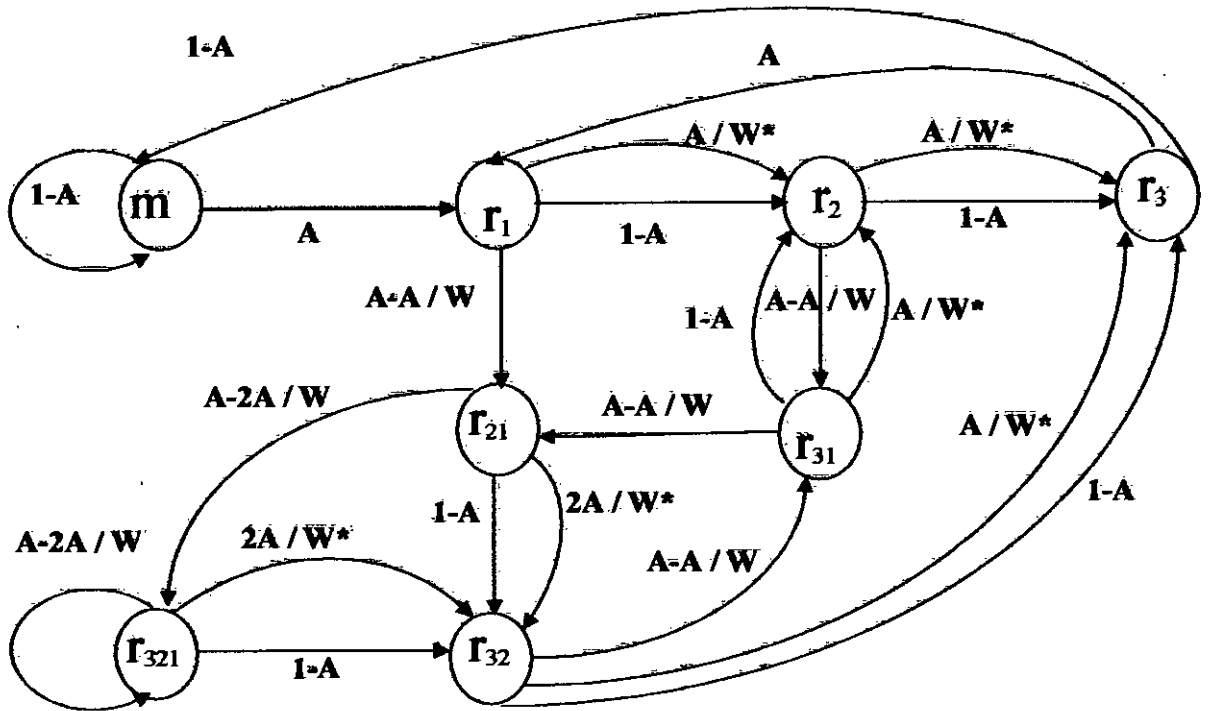 1-A
A
A / W*
A / W*
1-A
m
r1
r2
r3
A
1-A
1-A
A-A / W
1-A
A-A / W
A / W*
A-2A / W
r21
A-A / W
r31
A / W*
1-A
2A / W*
1-A
A-2A / W
2A / W*
A-A / W
r321
1-A
r32